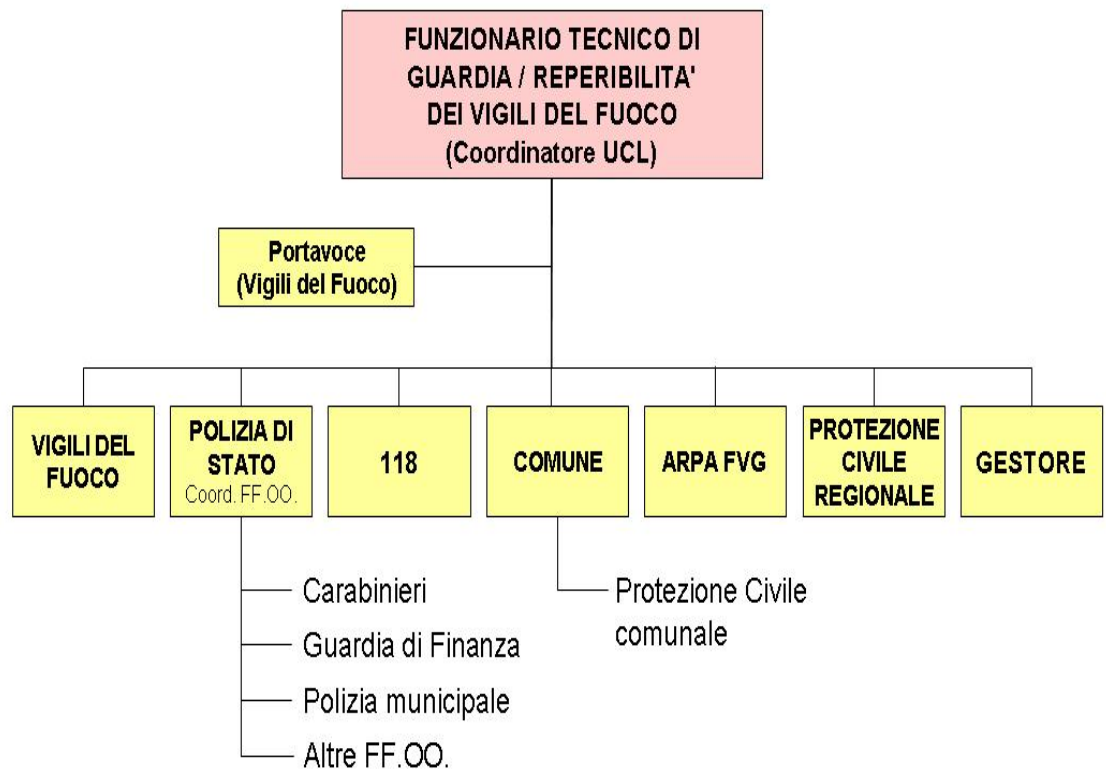 FUNZIONARIO TECNICO DI
GUARDIA / REPERIBILITA'
DEI VIGILI DEL FUOCO
(Coordinatore UCL)
Portavoce
(Vigili del Fuoco)
VIGILI DEL
FUOCO
POLIZIA DI
STATO
Coord. FF.OO.
118
COMUNE
ARPA FVG
PROTEZIONE
CIVILE
REGIONALE
GESTORE
Carabinieri
Guardia di Finanza
Polizia municipale
Altre FF.OO.
Protezione Civile
comunale